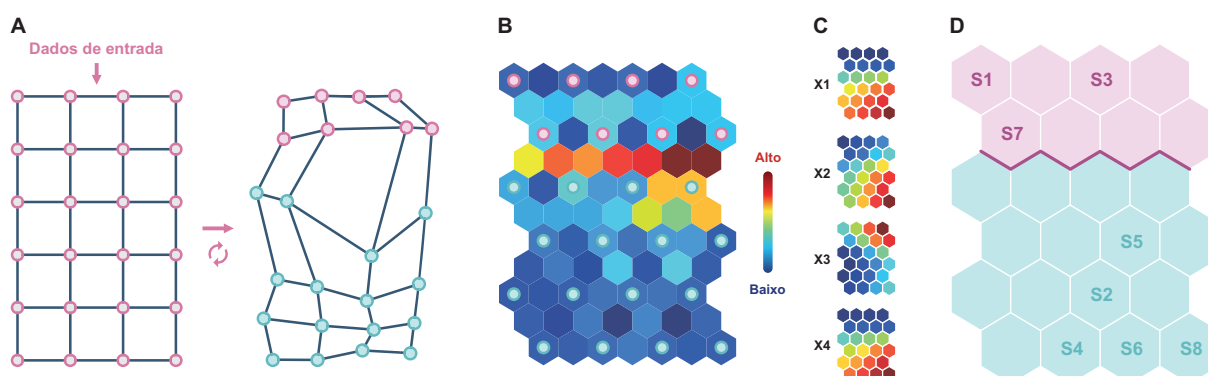 A
Dados de entrada
B
Alto
Baixo
C
X1
X2
X3
X4
D
S1
S3
S7
S5
S2
S4
S6
S8